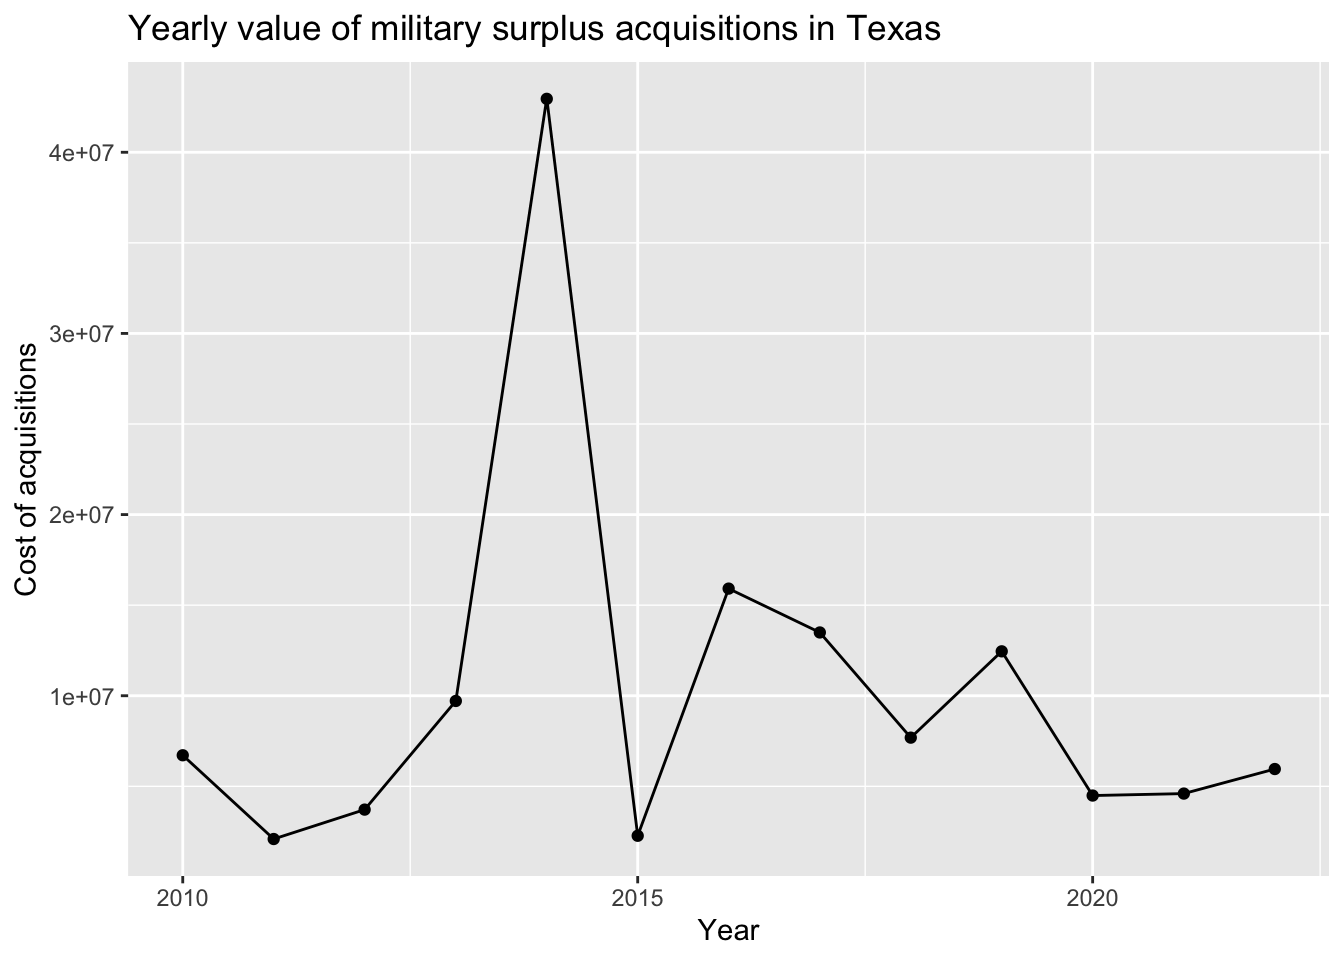 Yearly value of military surplus acquisitions in Texas
Cost of acquisitions
4e+07
3e+07
2e+07
1e+07
2010
2015
2020
Year